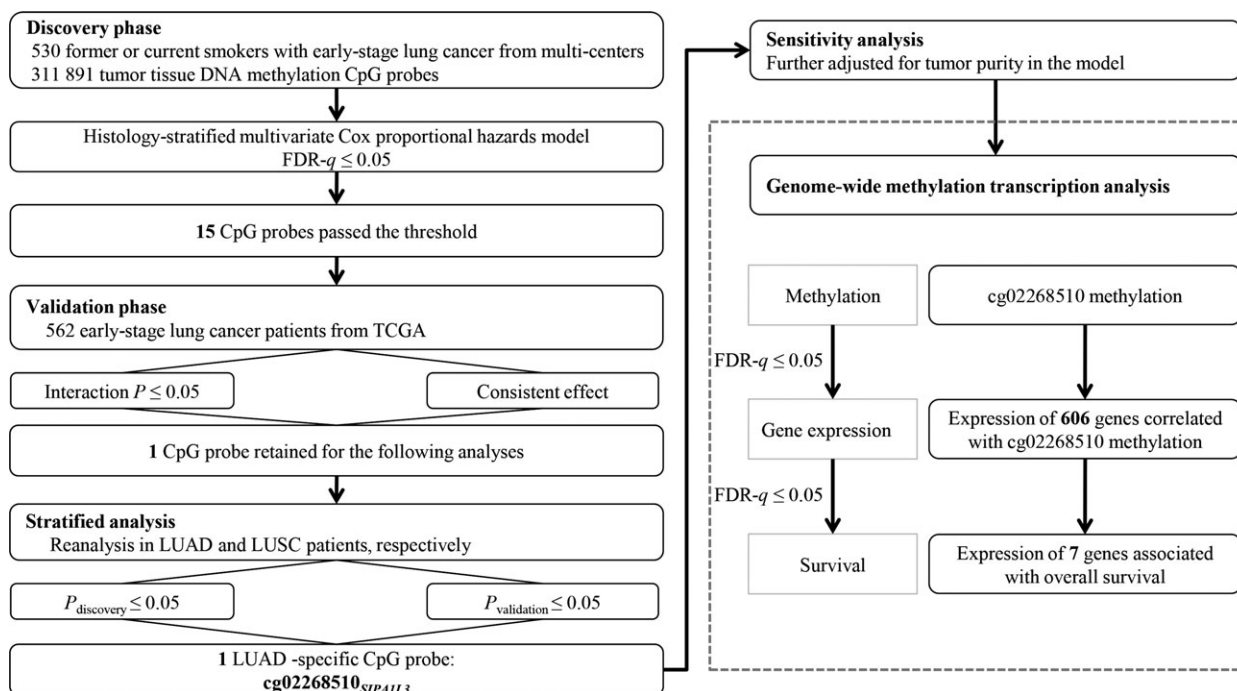 Discovery phase
530 former or current smokers with early-stage lung cancer from multi-centers
311 891 tumor tissue DNA methylation CpG probes
Histology-stratified multivariate Cox proportional hazards model
FDR-q ≤ 0.05
15 CpG probes passed the threshold
Validation phase
562 early-stage lung cancer patients from TCGA
Interaction P ≤ 0.05
Consistent effect
1 CpG probe retained for the following analyses
Stratified analysis
Reanalysis in LUAD and LUSC patients, respectively
Pdiscovery ≤ 0.05
Pvalidation ≤ 0.05
1 LUAD -specific CpG probe:
cg02268510SIPA1L3
Sensitivity analysis
Further adjusted for tumor purity in the model
Genome-wide methylation transcription analysis
Methylation
cg02268510 methylation
FDR-q ≤ 0.05
Gene expression
Expression of 606 genes correlated
with cg02268510 methylation
FDR-q ≤ 0.05
Survival
Expression of 7 genes associated
with overall survival